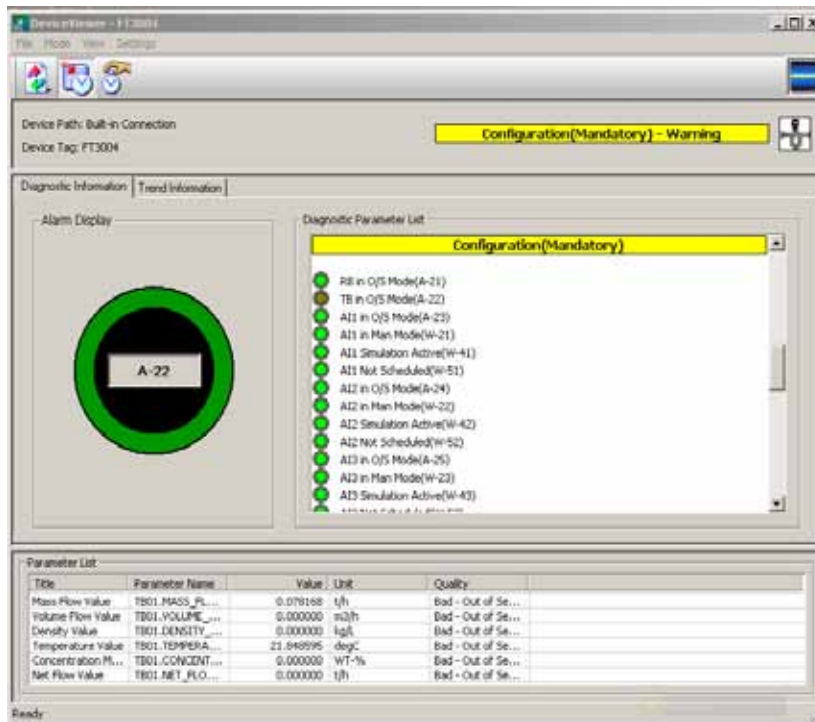 DeviceViewer - FT3004
File Mode View Settings
Device Path: Built-in Connection
Device Tag: FT3004
Configuration(Mandatory) - Warning
Diagnostic Information Trend Information
Alarm Display
A-22
Diagnostic Parameter List
Configuration(Mandatory)
RB in O/S Mode(A-21)
TB in O/S Mode(A-22)
AI1 in O/S Mode(A-23)
AI1 in Man Mode(W-21)
AI1 Simulation Active(W-41)
AI1 Not Scheduled(W-51)
AI2 in O/S Mode(A-24)
AI2 in Man Mode(W-22)
AI2 Simulation Active(W-42)
AI2 Not Scheduled(W-52)
AI3 in O/S Mode(A-25)
AI3 in Man Mode(W-23)
AI3 Simulation Active(W-43)
Parameter List
Title Parameter Name Value Unit Quality
Mass Flow Value TB01.MASS_FL... 0.078168 t/h Bad - Out of Se...
Volume Flow Value TB01.VOLUME_... 0.000000 m3/h Bad - Out of Se...
Density Value TB01.DENSITY_... 0.000000 kg/L Bad - Out of Se...
Temperature Value TB01.TEMPERA... 21.848595 degC Bad - Out of Se...
Concentration M... TB01.CONCENT... 0.000000 WT-% Bad - Out of Se...
Net Flow Value TB01.NET_FLO... 0.000000 t/h Bad - Out of Se...
Ready